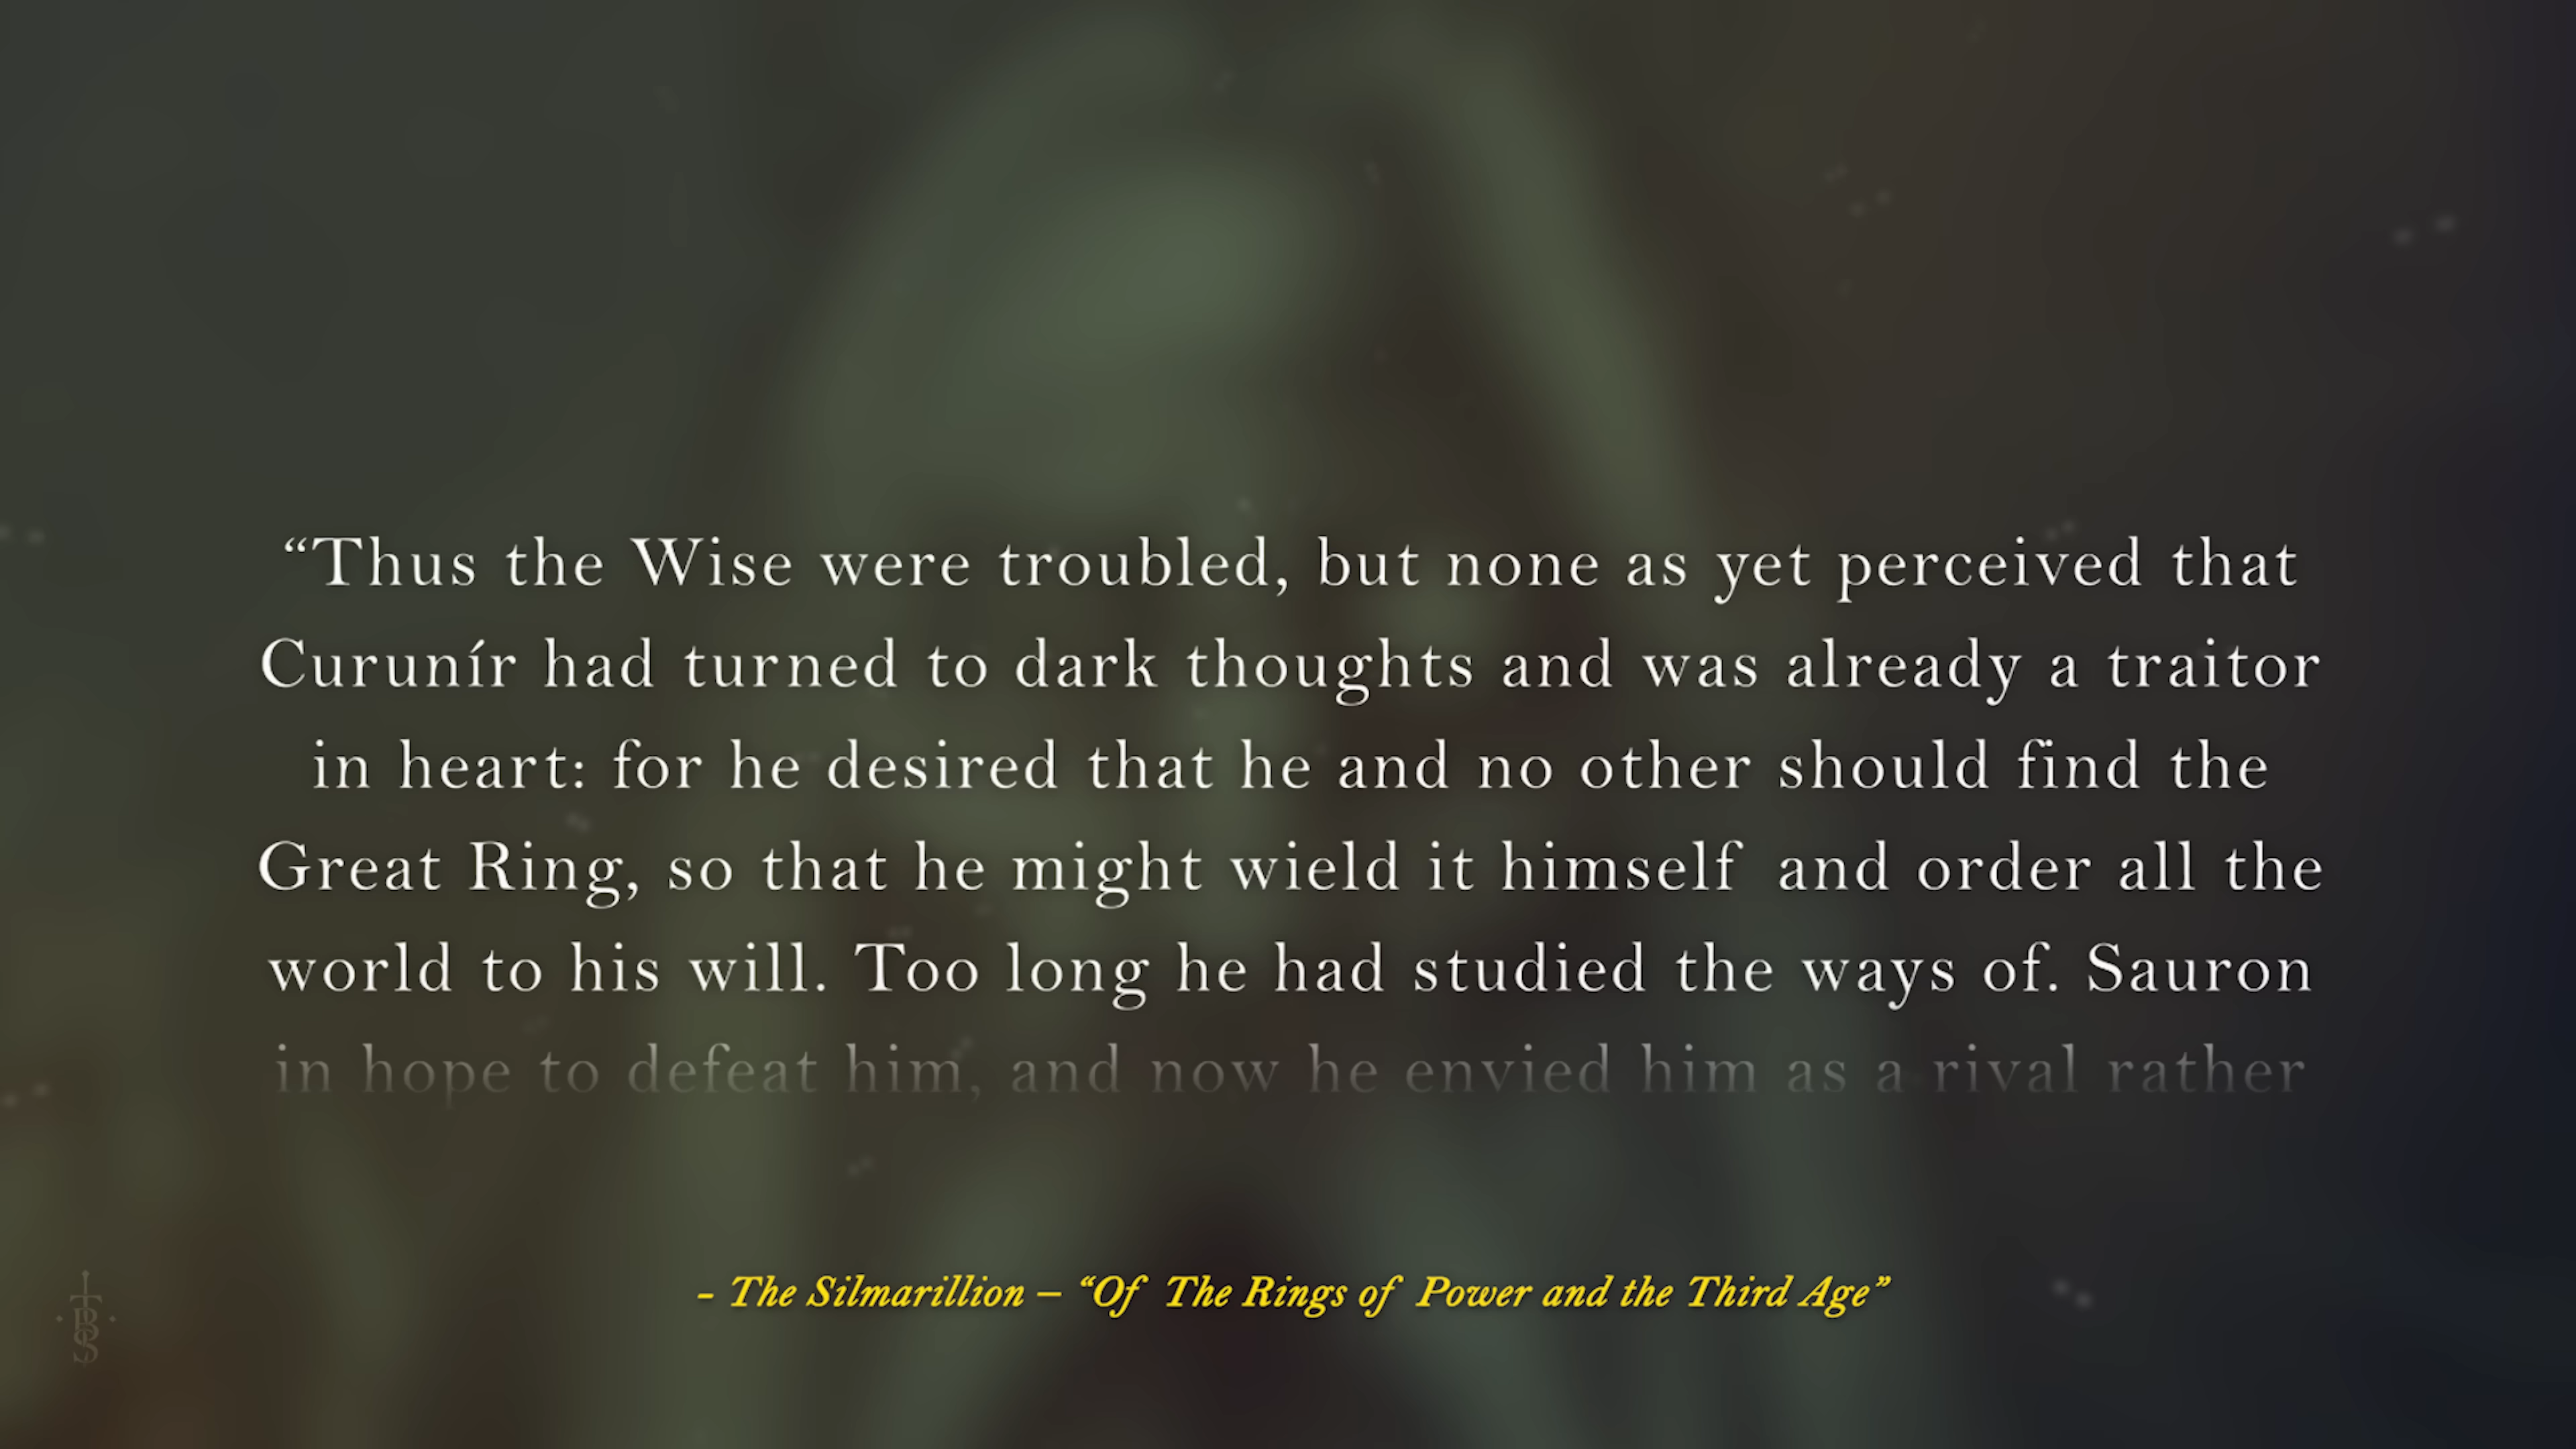 “Thus the Wise were troubled, but none as yet perceived that
Curunír had turned to dark thoughts and was already a traitor
in heart: for he desired that he and no other should find the
Great Ring, so that he might wield it himself and order all the
world to his will. Too long he had studied the ways of. Sauron
in hope to defeat him, and now he envied him as a rival rather
- The Silmarillion – “Of The Rings of Power and the Third Age”